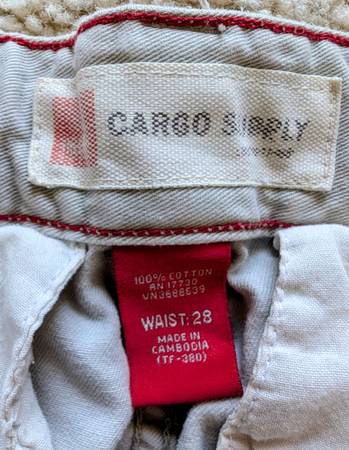 CARGO SUPPLY
100% COTTON
RN 17730
VN3688539
WAIST: 28
MADE IN
CAMBODIA
(TF-380)